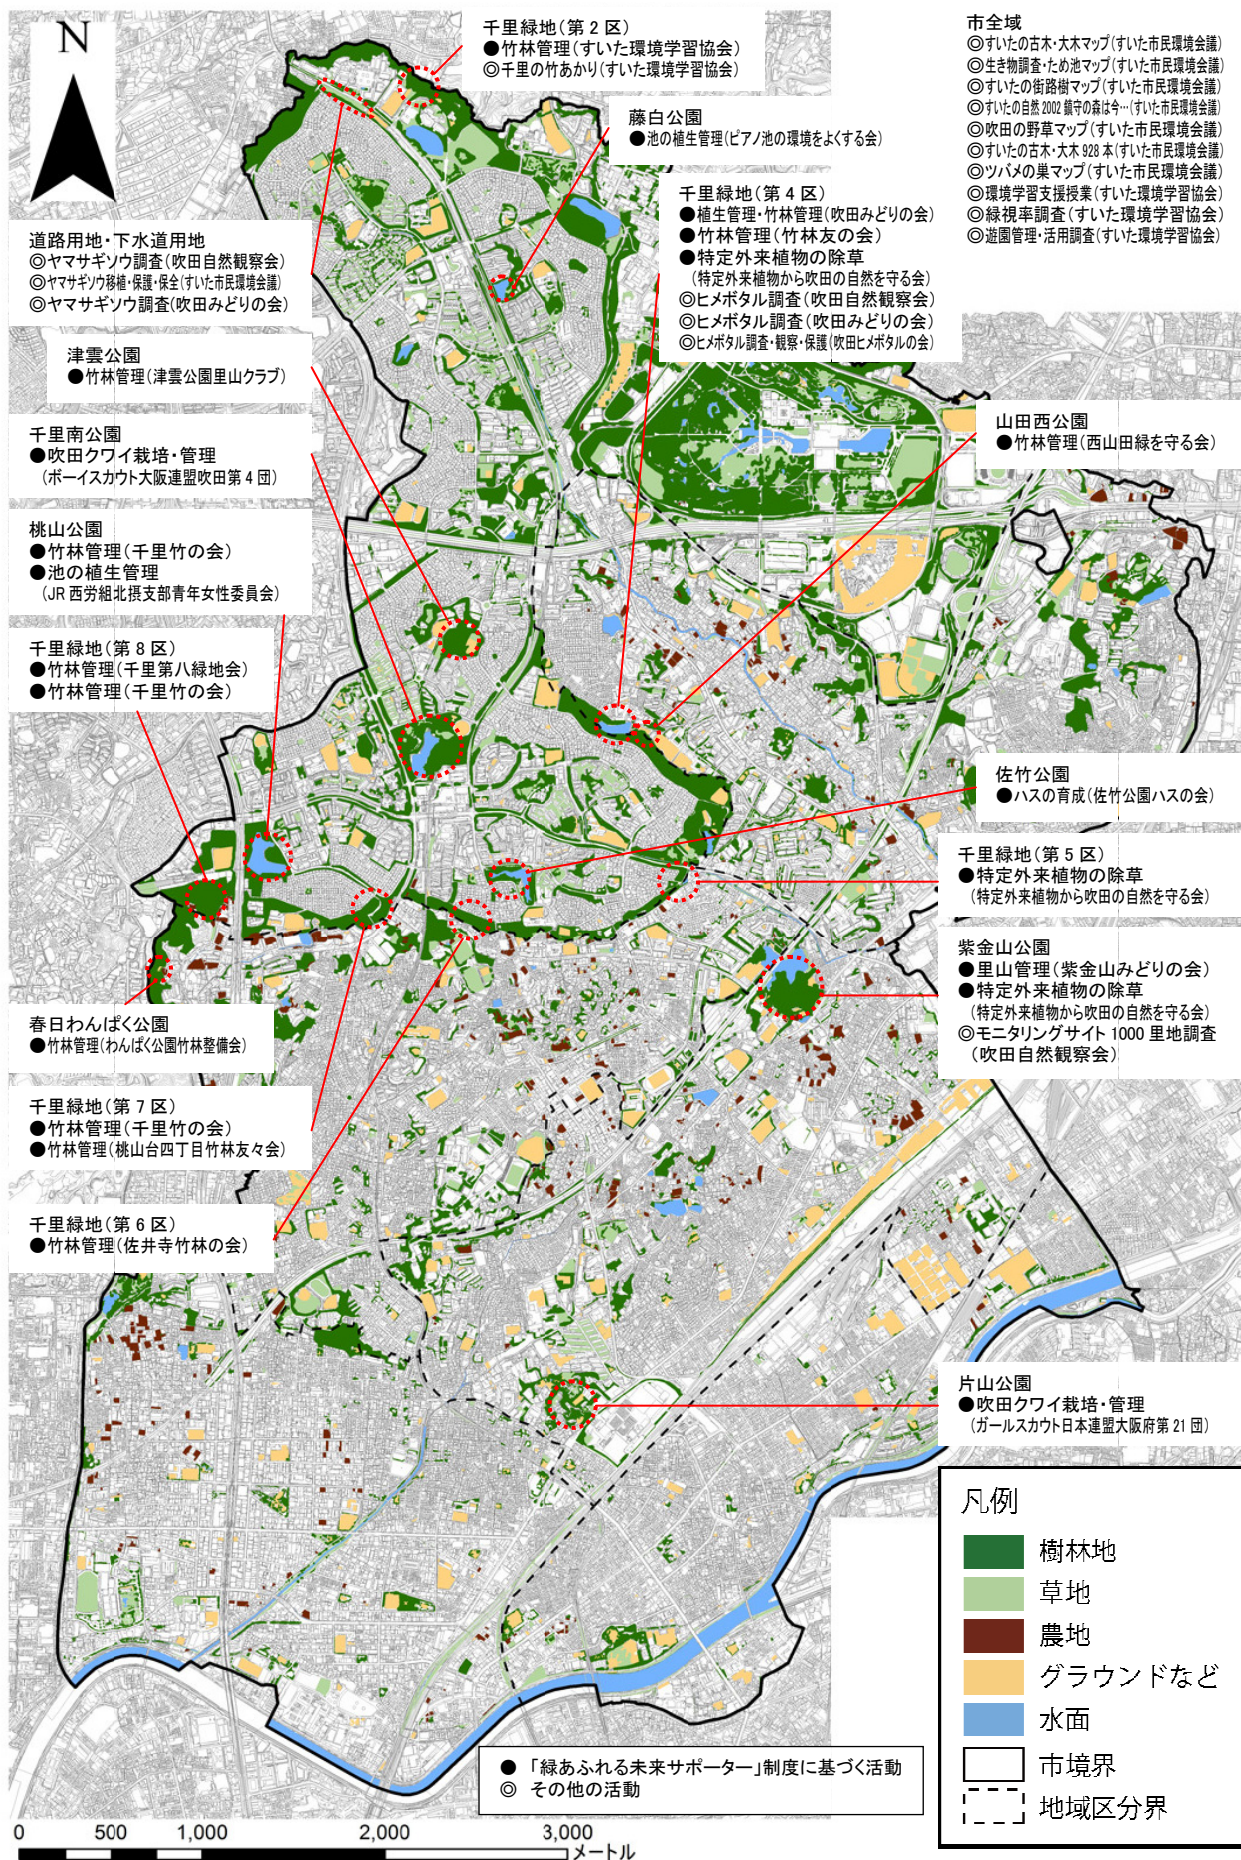 N
千里緑地(第2区)
●竹林管理(すいた環境学習協会)
◎千里の竹あかり(すいた環境学習協会)
市全域
◎すいたの古木・大木マップ(すいた市民環境会議)
◎生き物調査・ため池マップ(すいた市民環境会議)
◎すいたの街路樹マップ(すいた市民環境会議)
◎すいたの自然2002 鎮守の森は今…(すいた市民環境会議)
◎吹田の野草マップ(すいた市民環境会議)
◎すいたの古木・大木928本(すいた市民環境会議)
◎ツバメの巣マップ(すいた市民環境会議)
◎環境学習支援授業(すいた環境学習協会)
◎緑視率調査(すいた環境学習協会)
◎遊園管理・活用調査(すいた環境学習協会)
藤白公園
●池の植生管理(ピアノ池の環境をよくする会)
千里緑地(第4区)
●植生管理・竹林管理(吹田みどりの会)
●竹林管理(竹林友の会)
●特定外来植物の除草
(特定外来植物から吹田の自然を守る会)
◎ヒメボタル調査(吹田自然観察会)
◎ヒメボタル調査(吹田みどりの会)
◎ヒメボタル調査・観察・保護(吹田ヒメボタルの会)
道路用地・下水道用地
◎ヤマサギソウ調査(吹田自然観察会)
◎ヤマサギソウ移植・保護・保全(すいた市民環境会議)
◎ヤマサギソウ調査(吹田みどりの会)
津雲公園
●竹林管理(津雲公園里山クラブ)
千里南公園
●吹田クワイ栽培・管理
(ボーイスカウト大阪連盟吹田第4団)
山田西公園
●竹林管理(西山田緑を守る会)
桃山公園
●竹林管理(千里竹の会)
●池の植生管理
(JR西労組北摂支部青年女性委員会)
千里緑地(第8区)
●竹林管理(千里第八緑地会)
●竹林管理(千里竹の会)
佐竹公園
●ハスの育成(佐竹公園ハスの会)
千里緑地(第5区)
●特定外来植物の除草
(特定外来植物から吹田の自然を守る会)
紫金山公園
●里山管理(紫金山みどりの会)
●特定外来植物の除草
(特定外来植物から吹田の自然を守る会)
◎モニタリングサイト1000里地調査
(吹田自然観察会)
春日わんぱく公園
●竹林管理(わんぱく公園竹林整備会)
千里緑地(第7区)
●竹林管理(千里竹の会)
●竹林管理(桃山台四丁目竹林友々会)
千里緑地(第6区)
●竹林管理(佐井寺竹林の会)
片山公園
●吹田クワイ栽培・管理
(ガールスカウト日本連盟大阪府第21団)
凡例
樹林地
草地
農地
グラウンドなど
水面
市境界
地域区分界
●「緑あふれる未来サポーター」制度に基づく活動
◎ その他の活動
0 500 1,000 2,000 3,000
メートル